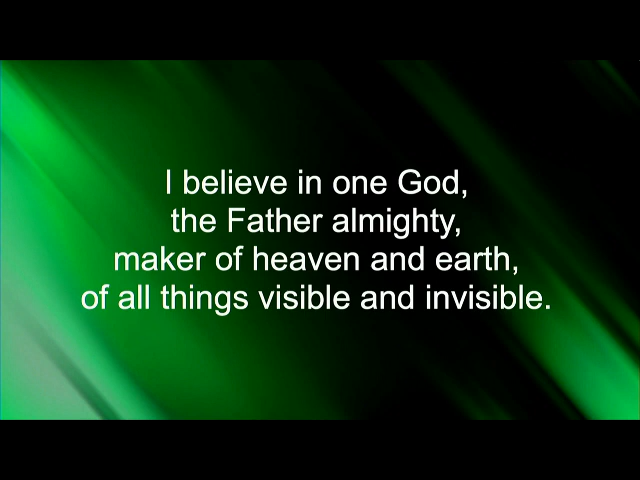 I believe in one God,
the Father almighty,
maker of heaven and earth,
of all things visible and invisible.